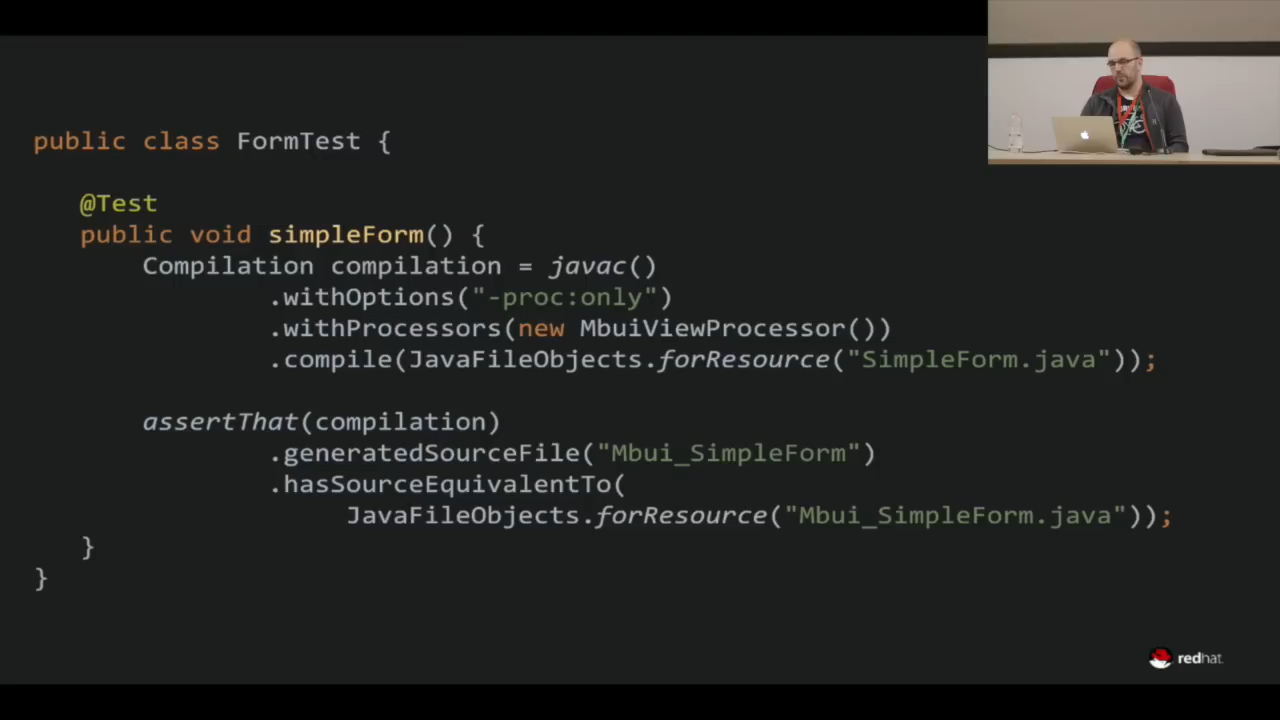 public class FormTest {
@Test
public void simpleForm() {
Compilation compilation = javac()
.withOptions("-proc:only")
.withProcessors(new MbuiViewProcessor())
.compile(JavaFileObjects.forResource("SimpleForm.java"));
assertThat(compilation)
.generatedSourceFile("Mbui_SimpleForm")
.hasSourceEquivalentTo(
JavaFileObjects.forResource("Mbui_SimpleForm.java"));
}
}
redhat.